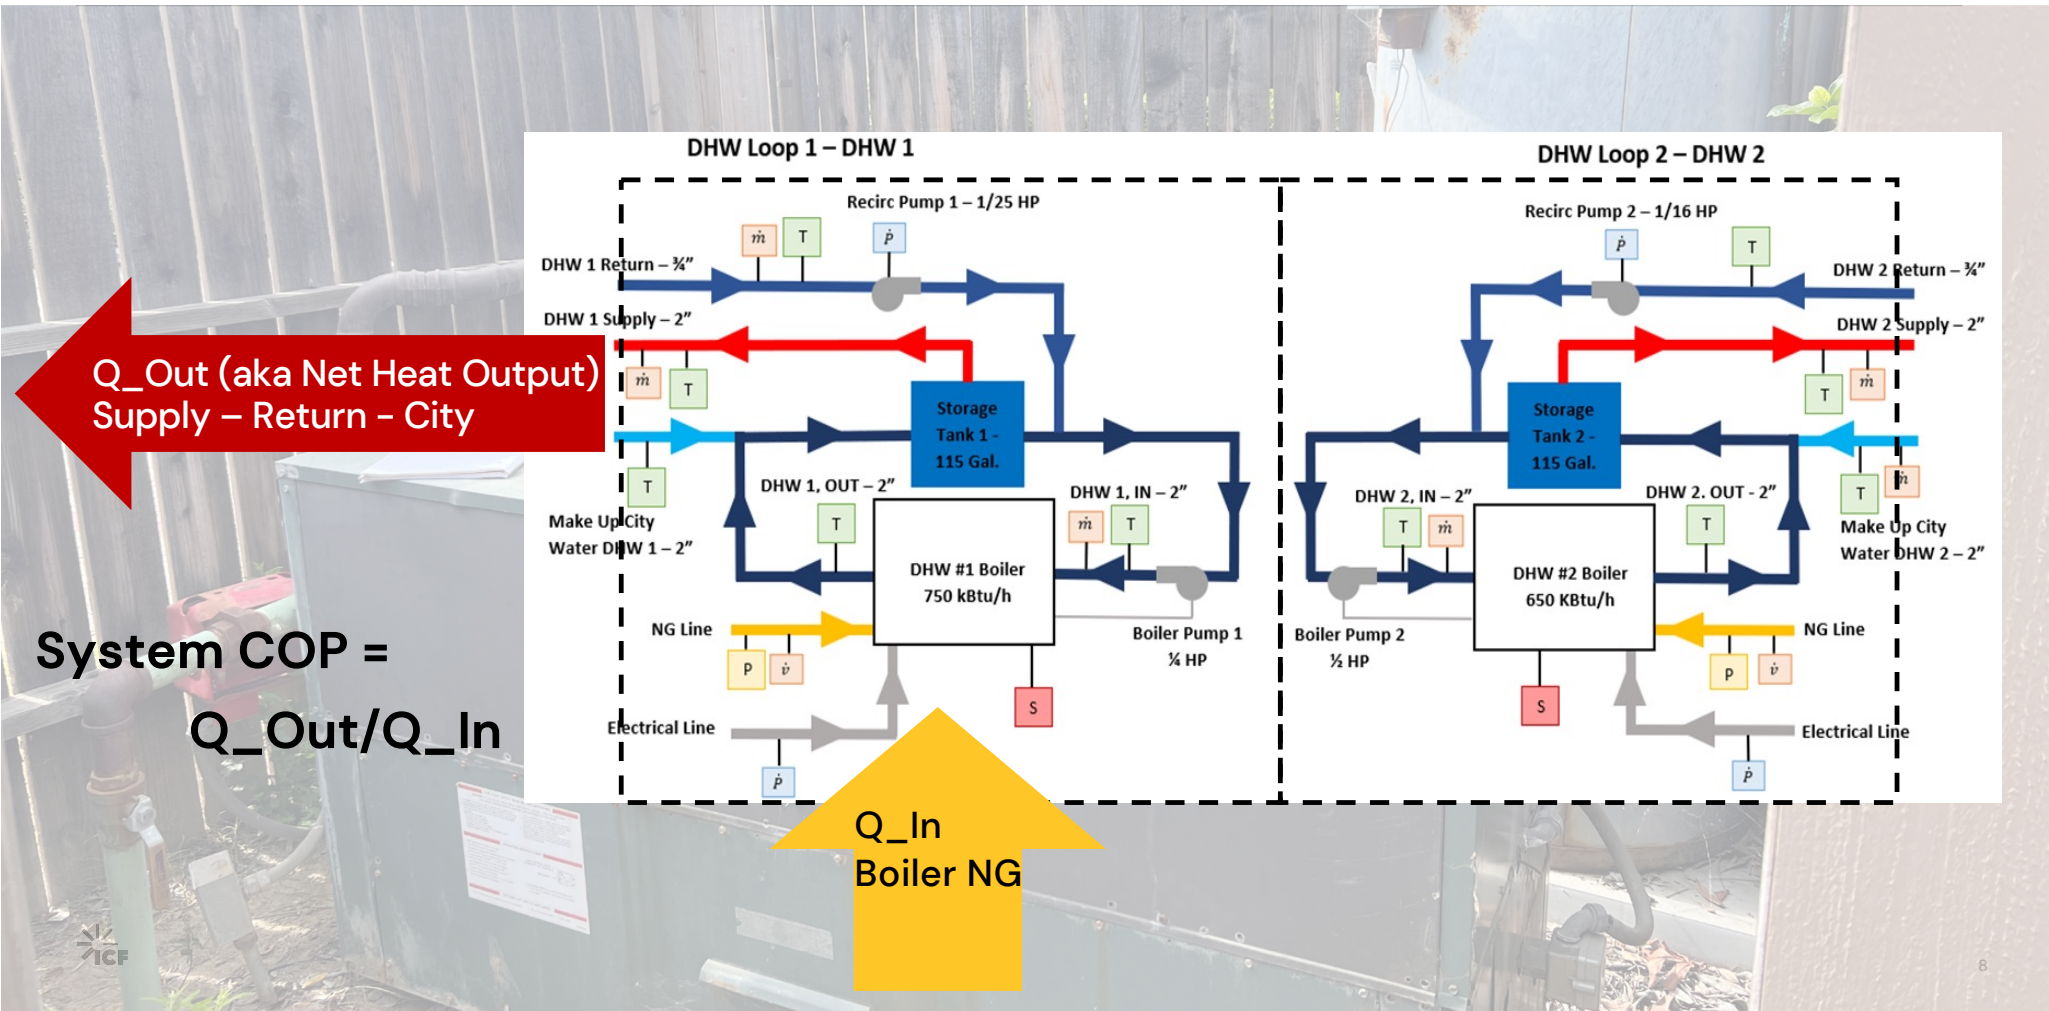 DHW Loop 1 – DHW 1
DHW Loop 2 – DHW 2
Recirc Pump 1 – 1/25 HP
ṁ
T
Ṗ
DHW 1 Return – ¾”
DHW 1 Supply – 2”
ṁ
T
Q_Out (aka Net Heat Output)
Supply – Return - City
Storage
Tank 1 -
115 Gal.
T
Make Up City
Water DHW 1 – 2”
DHW 1, OUT – 2”
T
DHW 1, IN – 2”
ṁ
T
DHW #1 Boiler
750 kBtu/h
NG Line
P
v̇
Boiler Pump 1
¼ HP
S
Electrical Line
Ṗ
Recirc Pump 2 – 1/16 HP
Ṗ
T
DHW 2 Return – ¾”
DHW 2 Supply – 2”
T
ṁ
Storage
Tank 2 -
115 Gal.
T
ṁ
Make Up City
Water DHW 2 – 2”
DHW 2, IN – 2”
T
ṁ
DHW 2. OUT - 2”
T
DHW #2 Boiler
650 KBtu/h
Boiler Pump 2
½ HP
NG Line
P
v̇
S
Electrical Line
Ṗ
System COP =
Q_Out/Q_In
Q_In
Boiler NG
ICF
8